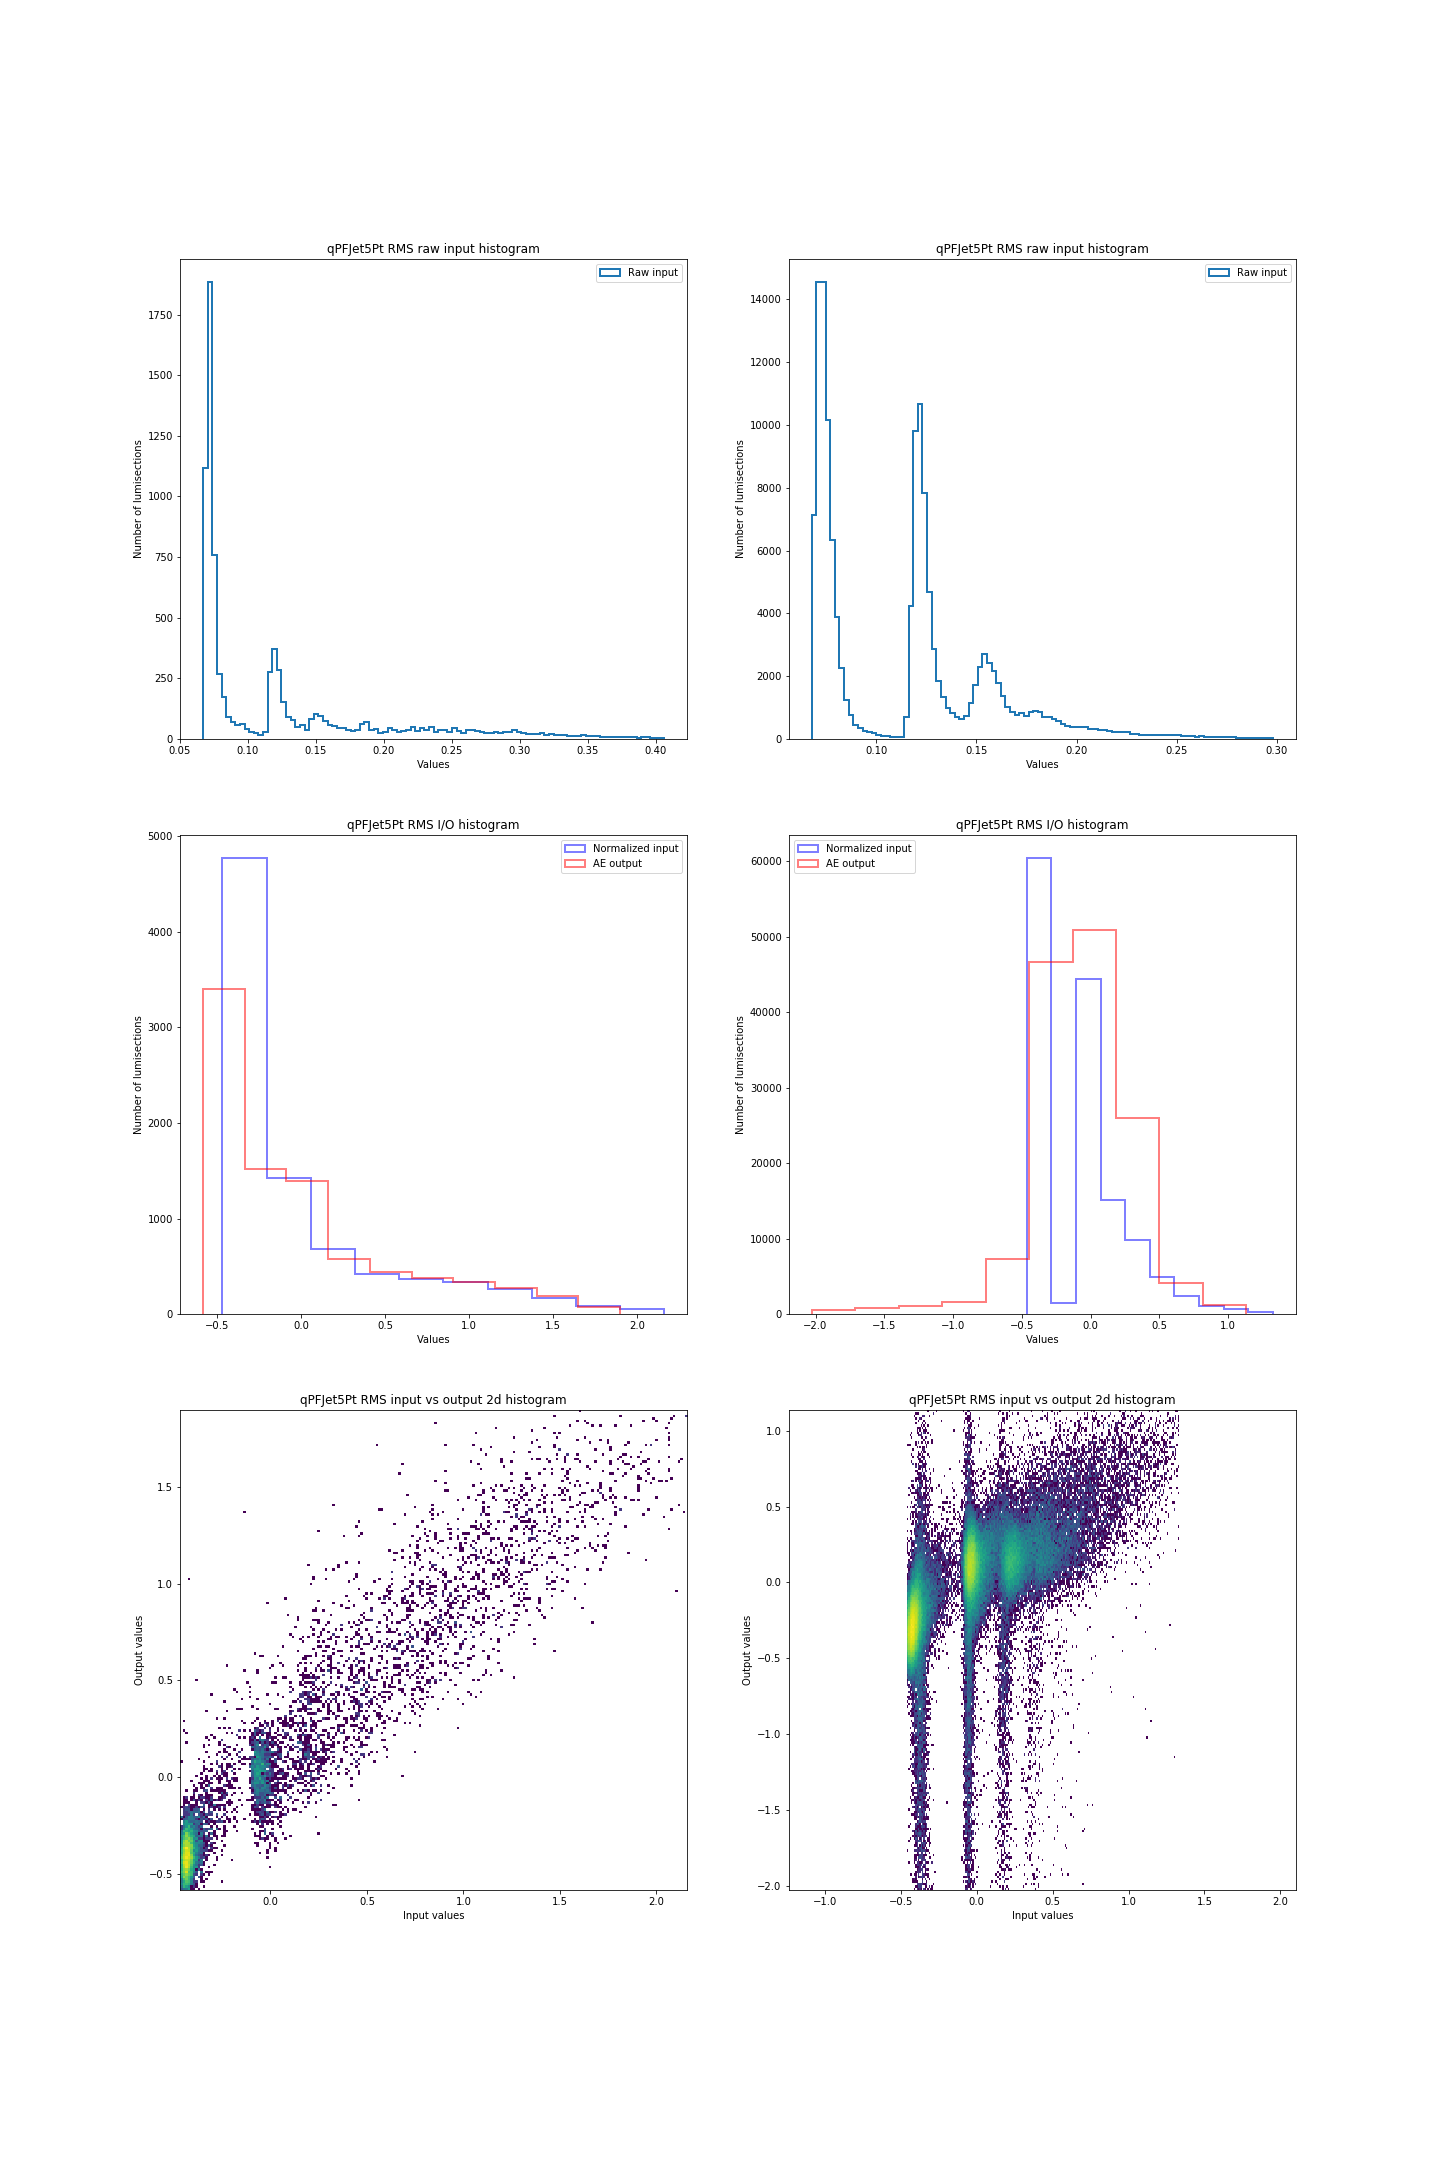 qPFJet5Pt RMS raw input histogram
Raw input
Number of lumisections
1750
1500
1250
1000
750
500
250
0
0.05 0.10 0.15 0.20 0.25 0.30 0.35 0.40
Values
qPFJet5Pt RMS raw input histogram
Raw input
Number of lumisections
14000
12000
10000
8000
6000
4000
2000
0
0.10 0.15 0.20 0.25 0.30
Values
qPFJet5Pt RMS I/O histogram
Normalized input
AE output
Number of lumisections
5000
4000
3000
2000
1000
0
−0.5 0.0 0.5 1.0 1.5 2.0
Values
qPFJet5Pt RMS I/O histogram
Normalized input
AE output
Number of lumisections
60000
50000
40000
30000
20000
10000
0
−2.0 −1.5 −1.0 −0.5 0.0 0.5 1.0
Values
qPFJet5Pt RMS input vs output 2d histogram
Output values
1.5
1.0
0.5
0.0
−0.5
0.0 0.5 1.0 1.5 2.0
Input values
qPFJet5Pt RMS input vs output 2d histogram
Output values
1.0
0.5
0.0
−0.5
−1.0
−1.5
−2.0
−1.0 −0.5 0.0 0.5 1.0 1.5 2.0
Input values